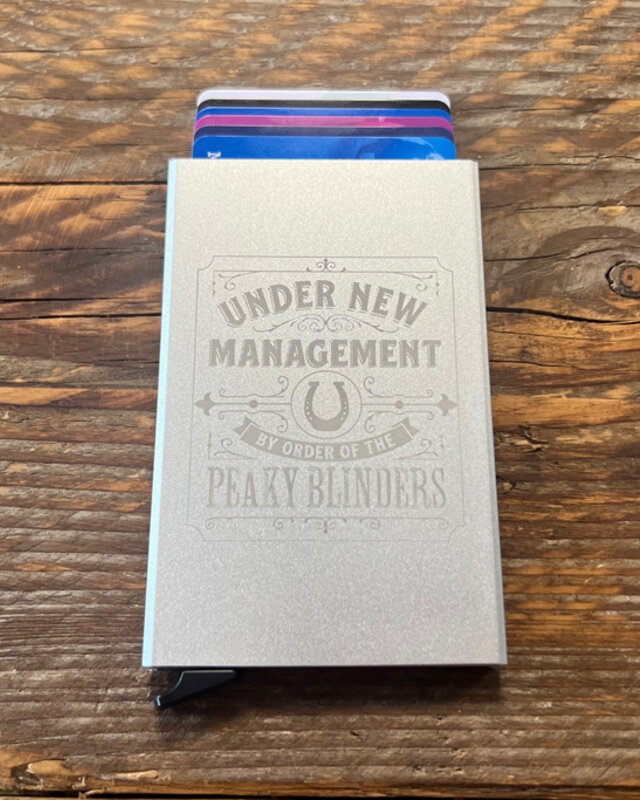 UNDER NEW
MANAGEMENT
BY ORDER OF THE
PEAKY BLINDERS